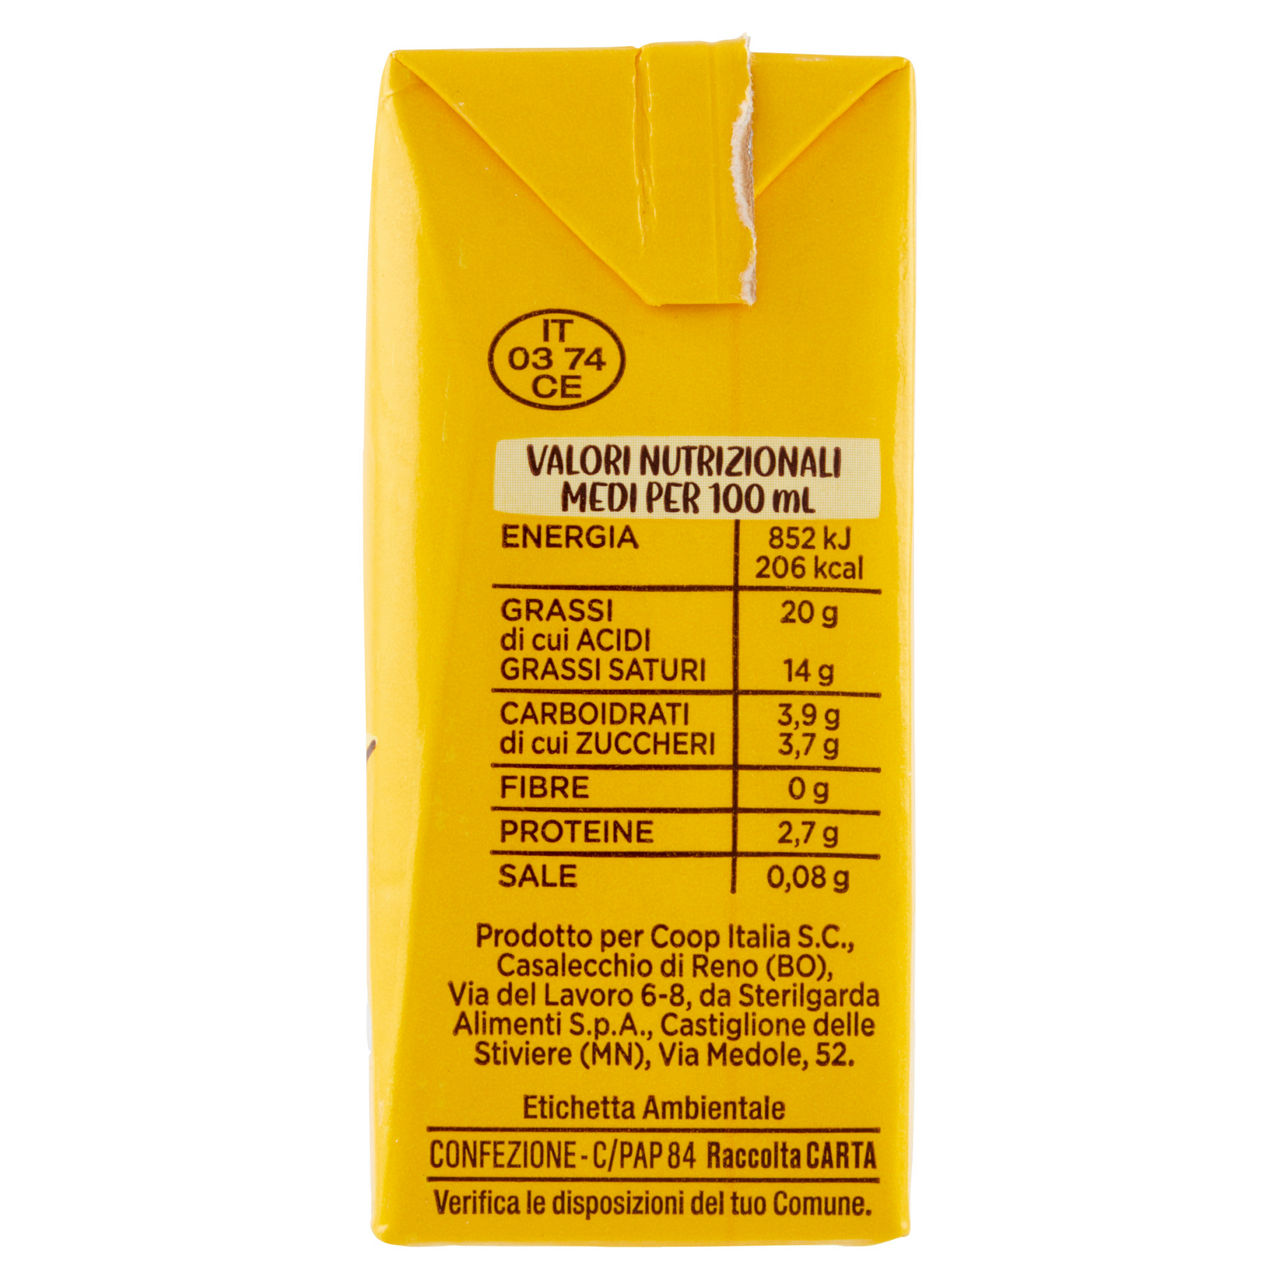 IT
03 74
CE
VALORI NUTRIZIONALI
MEDI PER 100 mL
ENERGIA 852 kJ
206 kcal
GRASSI 20 g
di cui ACIDI
GRASSI SATURI 14 g
CARBOIDRATI 3,9 g
di cui ZUCCHERI 3,7 g
FIBRE 0 g
PROTEINE 2,7 g
SALE 0,08 g
Prodotto per Coop Italia S.C.,
Casalecchio di Reno (BO),
Via del Lavoro 6-8, da Sterilgarda
Alimenti S.p.A., Castiglione delle
Stiviere (MN), Via Medole, 52.
Etichetta Ambientale
CONFEZIONE - C/PAP 84 Raccolta CARTA
Verifica le disposizioni del tuo Comune.